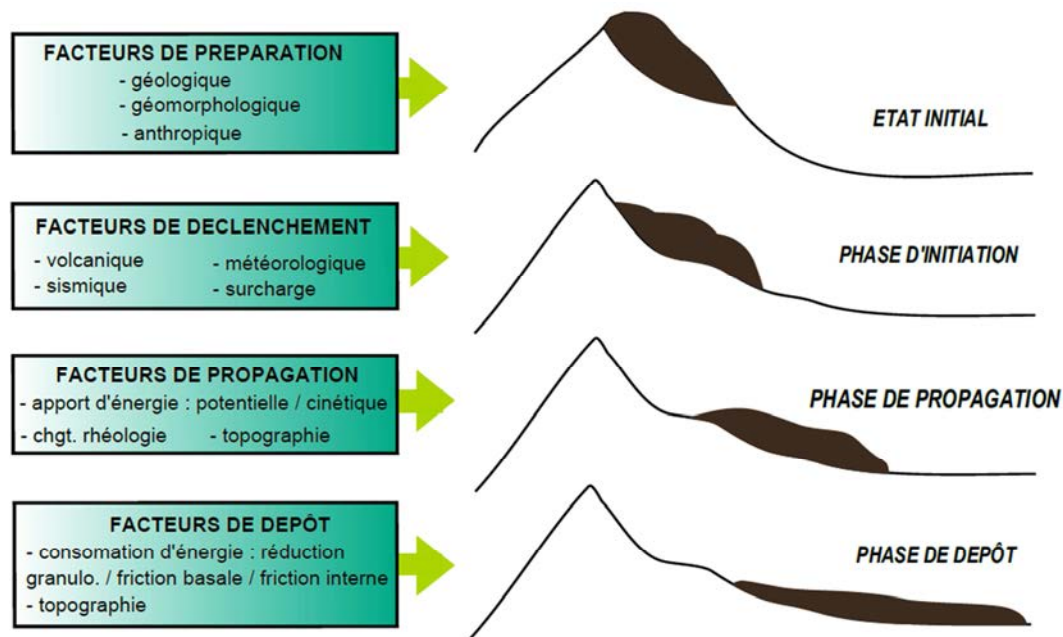 FACTEURS DE PREPARATION
- géologique
- géomorphologique
- anthropique
ETAT INITIAL
FACTEURS DE DECLENCHEMENT
- volcanique - météorologique
- sismique - surcharge
PHASE D'INITIATION
FACTEURS DE PROPAGATION
- apport d'énergie : potentielle / cinétique
- chgt. rhéologie - topographie
PHASE DE PROPAGATION
FACTEURS DE DEPÔT
- consomation d'énergie : réduction
granulo. / friction basale / friction interne
- topographie
PHASE DE DEPÔT